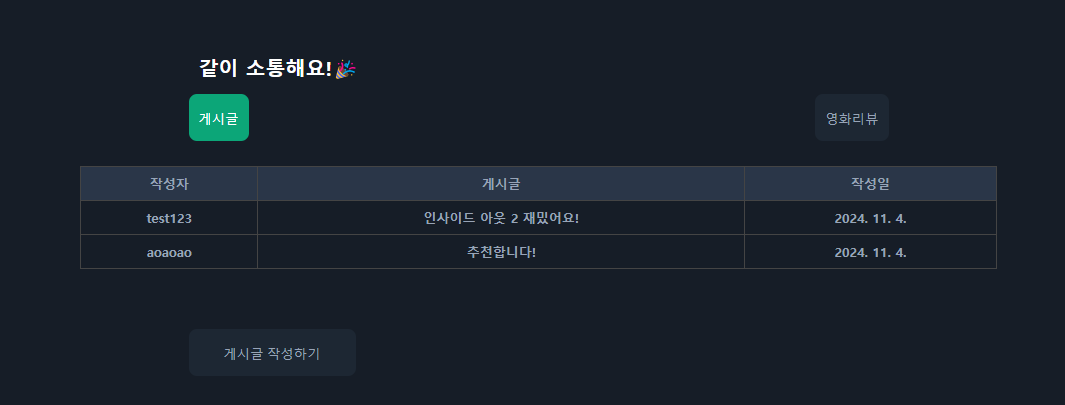 같이 소통해요!🎉
게시글 영화리뷰
작성자 게시글 작성일
test123 인사이드 아웃 2 재밌어요! 2024. 11. 4.
aoaoao 추천합니다! 2024. 11. 4.
게시글 작성하기